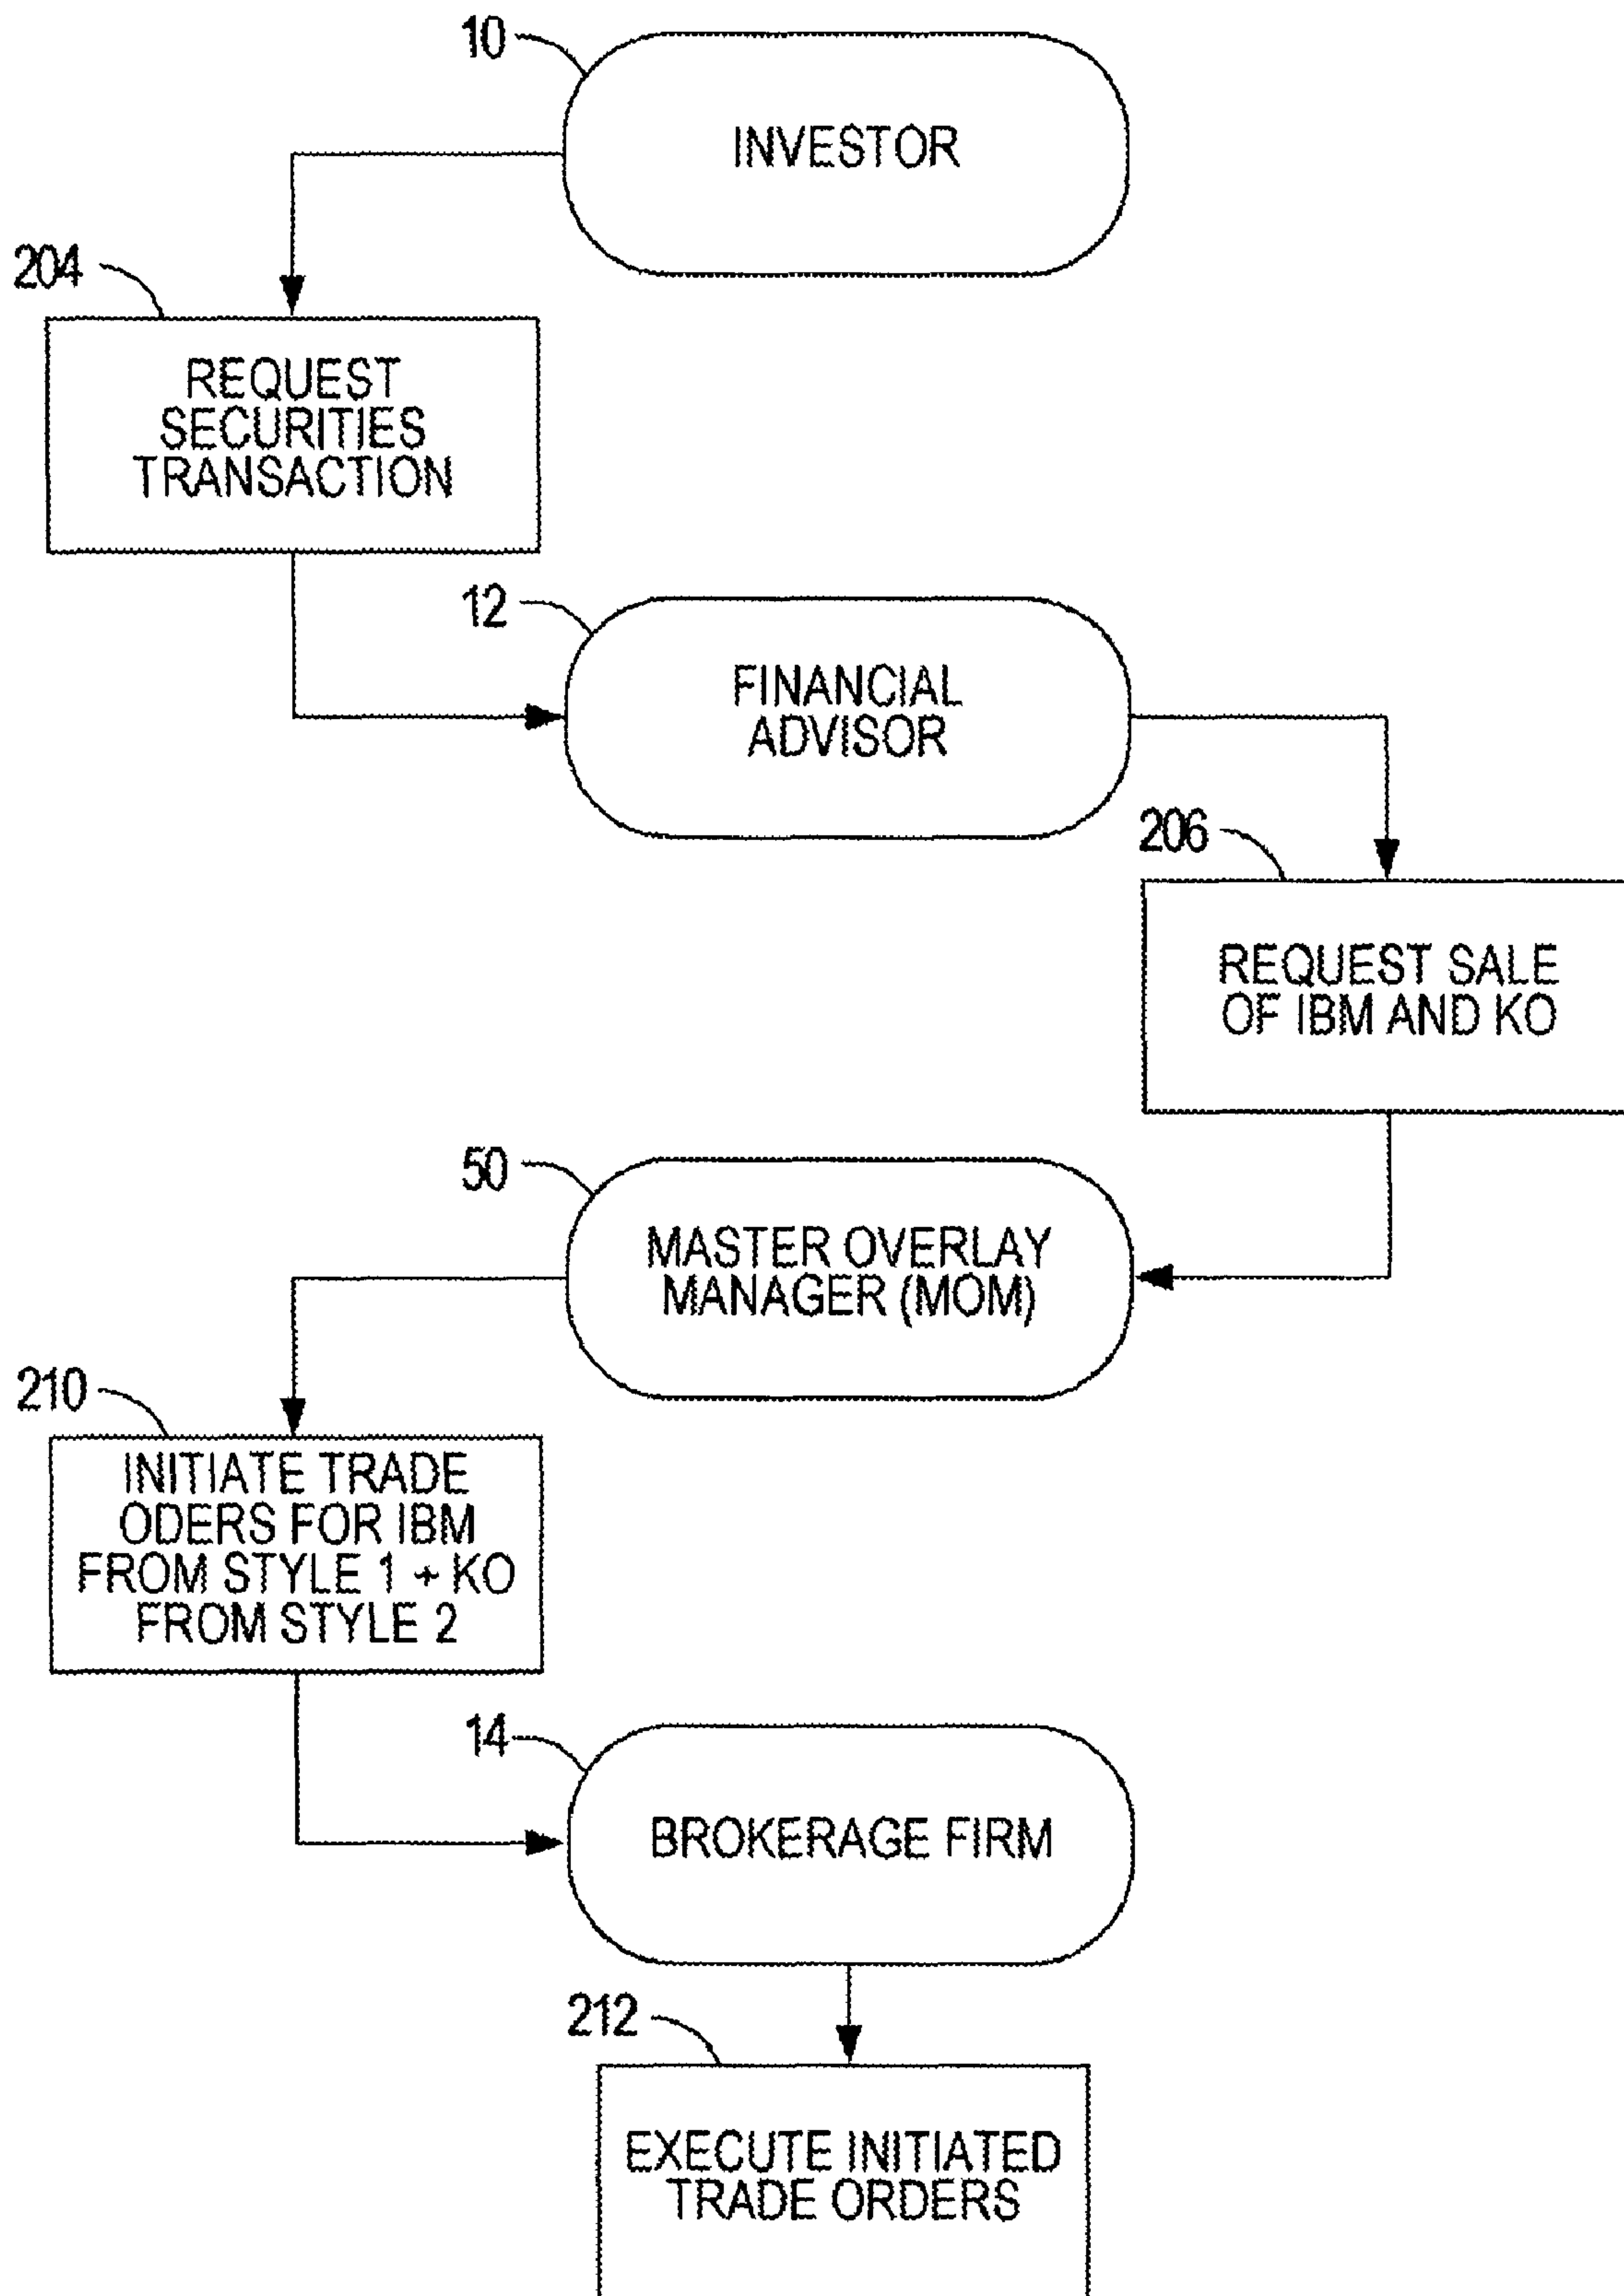 10
INVESTOR
204
REQUEST
SECURITIES
TRANSACTION
12
FINANCIAL
ADVISOR
206
REQUEST SALE
OF IBM AND KO
50
MASTER OVERLAY
MANAGER (MOM)
210
INITIATE TRADE
ODERS FOR IBM
FROM STYLE 1 + KO
FROM STYLE 2
14
BROKERAGE FIRM
212
EXECUTE INITIATED
TRADE ORDERS